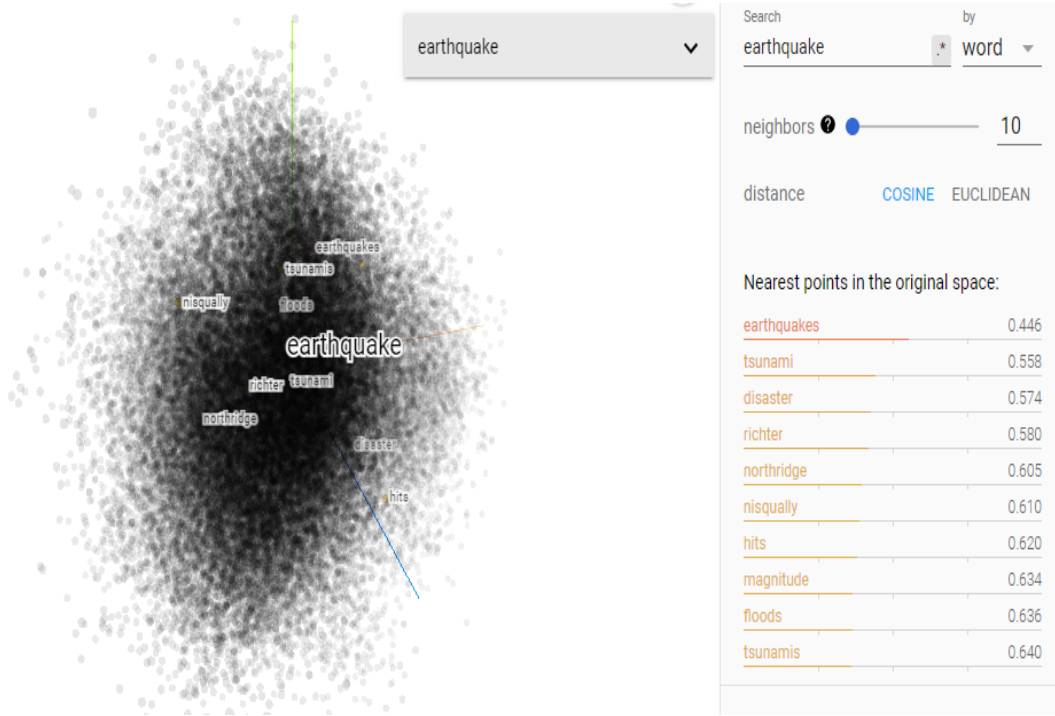 earthquake
earthquakes
tsunamis
nisqually
floods
earthquake
richter
tsunami
northridge
disaster
hits
Search
by
earthquake
.*
word
neighbors ?
10
distance
COSINE
EUCLIDEAN
Nearest points in the original space:
earthquakes 0.446
tsunami 0.558
disaster 0.574
richter 0.580
northridge 0.605
nisqually 0.610
hits 0.620
magnitude 0.634
floods 0.636
tsunamis 0.640